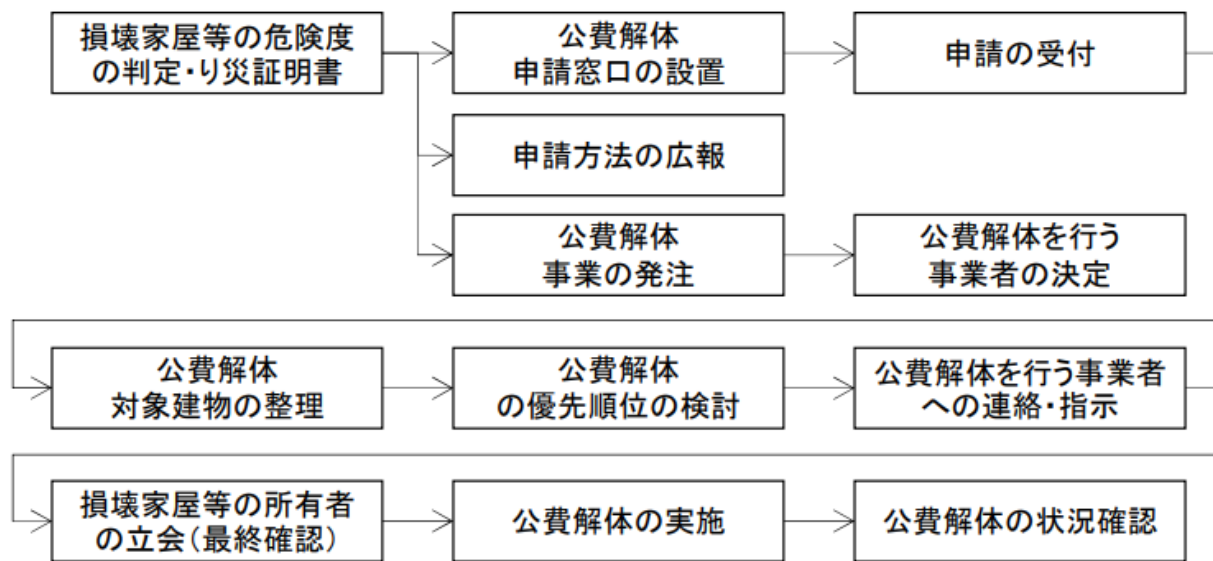 損壊家屋等の危険度
の判定・り災証明書
公費解体
申請窓口の設置
申請の受付
申請方法の広報
公費解体
事業の発注
公費解体を行う
事業者の決定
公費解体
対象建物の整理
公費解体
の優先順位の検討
公費解体を行う事業者
への連絡・指示
損壊家屋等の所有者
の立会（最終確認）
公費解体の実施
公費解体の状況確認